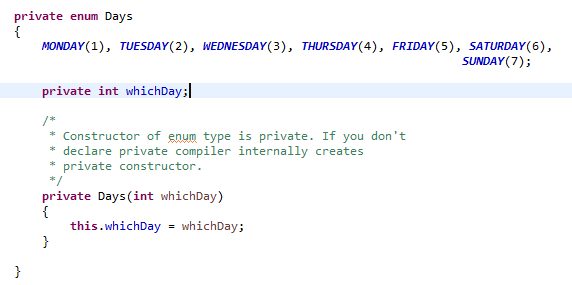 private enum Days
{
    MONDAY(1), TUESDAY(2), WEDNESDAY(3), THURSDAY(4), FRIDAY(5), SATURDAY(6),
                                                                SUNDAY(7);
    private int whichDay;
    /*
     * Constructor of enum type is private. If you don't
     * declare private compiler internally creates
     * private constructor.
     */
    private Days(int whichDay)
    {
        this.whichDay = whichDay;
    }
}